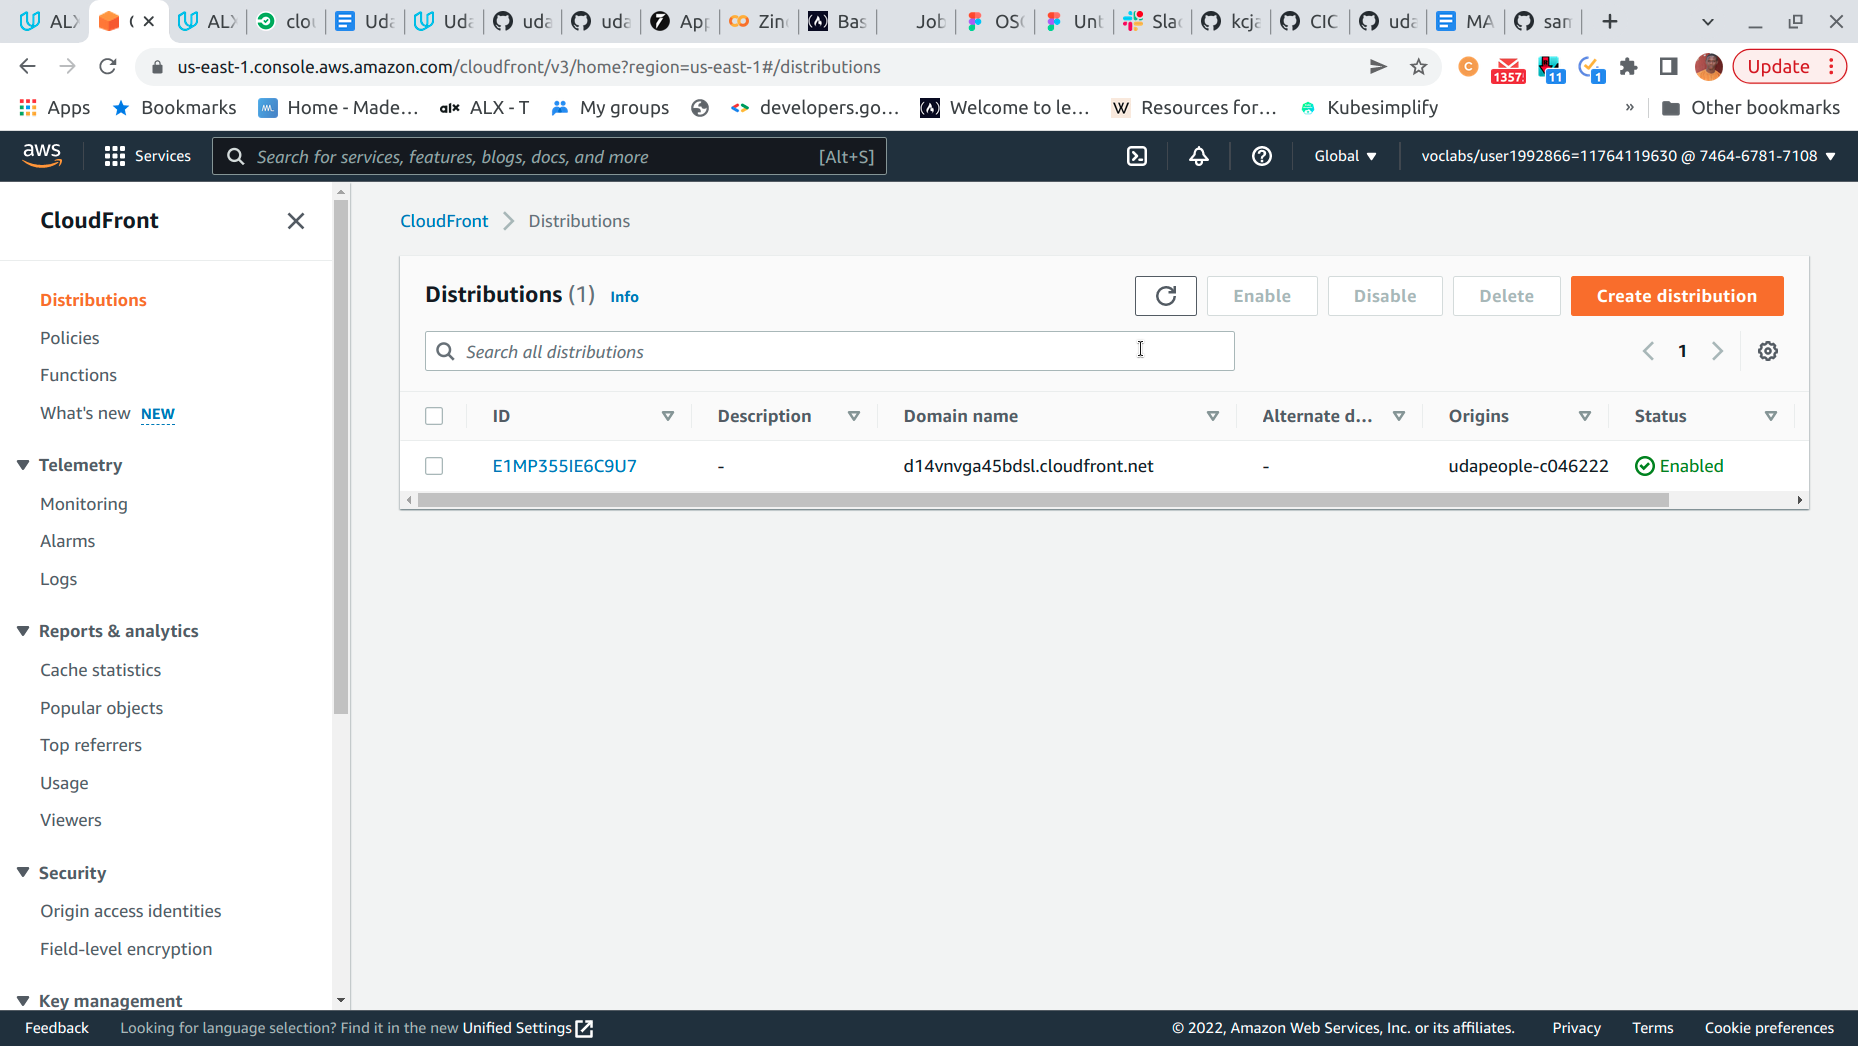 ALX
(
ALX
clou
Uda
Uda
uda
uda
App
Zin
Bas
Job
OSC
Unt
Slac
kcja
CIC
uda
MA
sam
us-east-1.console.aws.amazon.com/cloudfront/v3/home?region=us-east-1#/distributions
C
1357
11
1
Update
Apps
Bookmarks
Home - Made...
alx
ALX - T
My groups
developers.go...
Welcome to le...
W
Resources for...
Kubesimplify
»
Other bookmarks
aws
Services
Search for services, features, blogs, docs, and more [Alt+S]
Global
voclabs/user1992866=11764119630 @ 7464-6781-7108
CloudFront
Distributions
Policies
Functions
What's new NEW
Telemetry
Monitoring
Alarms
Logs
Reports & analytics
Cache statistics
Popular objects
Top referrers
Usage
Viewers
Security
Origin access identities
Field-level encryption
Key management
CloudFront > Distributions
Distributions (1) Info
Enable
Disable
Delete
Create distribution
Search all distributions
1
ID
Description
Domain name
Alternate d...
Origins
Status
E1MP355IE6C9U7
-
d14vnvga45bdsl.cloudfront.net
-
udapeople-c046222
Enabled
Feedback
Looking for language selection? Find it in the new Unified Settings
© 2022, Amazon Web Services, Inc. or its affiliates.
Privacy
Terms
Cookie preferences